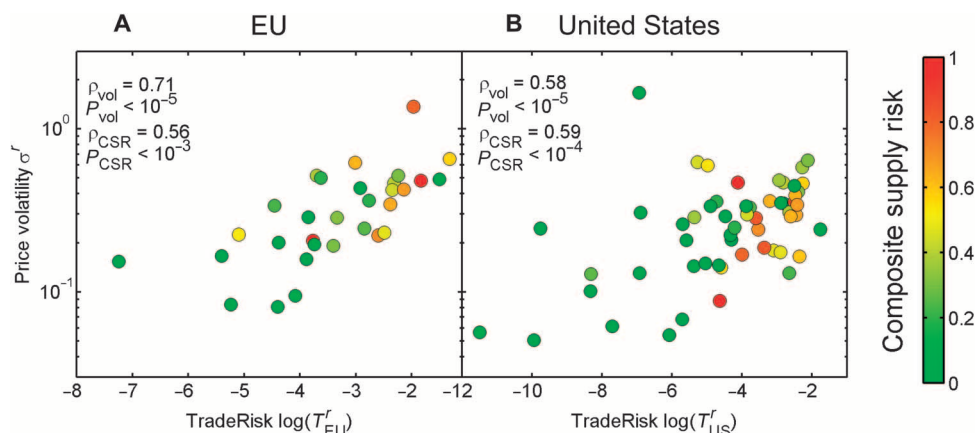 A EU
B United States
ρvol = 0.71
Pvol < 10−5
ρCSR = 0.56
PCSR < 10−3
ρvol = 0.58
Pvol < 10−5
ρCSR = 0.59
PCSR < 10−4
Price volatility σr
100
10−1
−8 −7 −6 −5 −4 −3 −2 −1
−12 −10 −8 −6 −4 −2
TradeRisk log(TrEU)
TradeRisk log(TrUS)
Composite supply risk
1
0.8
0.6
0.4
0.2
0